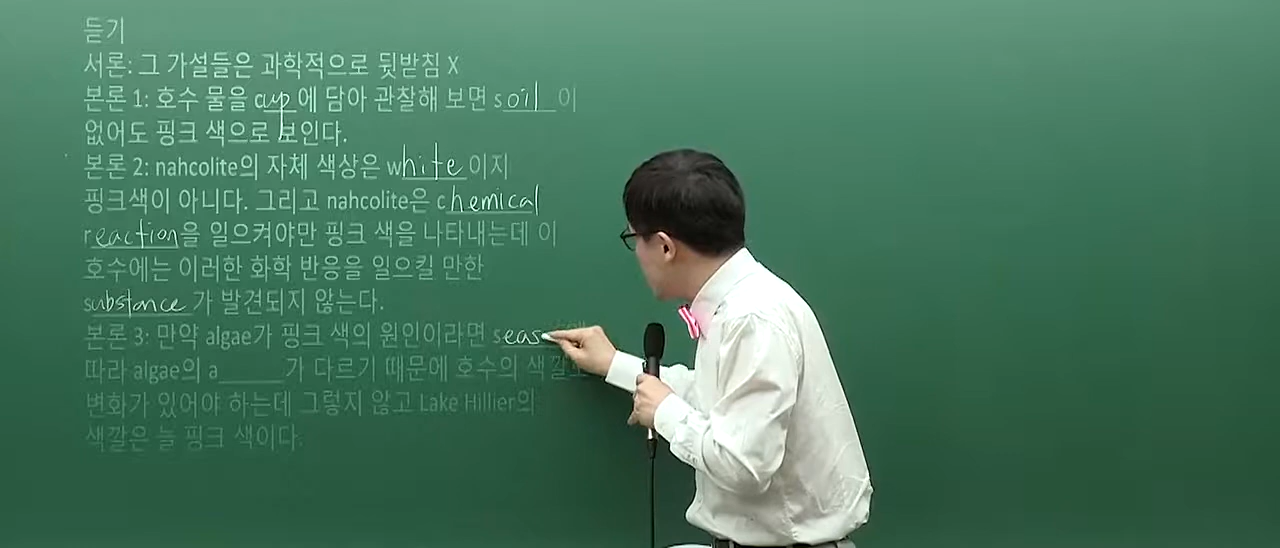 듣기
서론: 그 가설들은 과학적으로 뒷받침 X
본론 1: 호수 물을 cup에 담아 관찰해 보면 soil이
없어도 핑크 색으로 보인다.
본론 2: nahcolite의 자체 색상은 white이지
핑크색이 아니다. 그리고 nahcolite은 chemical
reaction을 일으켜야만 핑크 색을 나타내는데 이
호수에는 이러한 화학 반응을 일으킬 만한
substance가 발견되지 않는다.
본론 3: 만약 algae가 핑크 색의 원인이라면 seas
따라 algae의 a______가 다르기 때문에 호수의 색깔
변화가 있어야 하는데 그렇지 않고 Lake Hillier의
색깔은 늘 핑크 색이다.